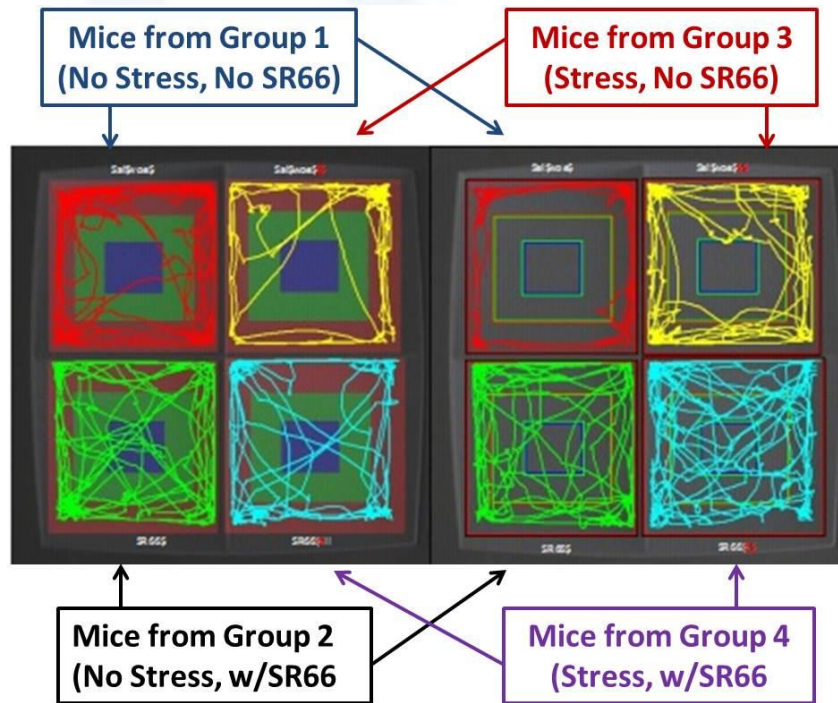 Mice from Group 1
(No Stress, No SR66)
Mice from Group 3
(Stress, No SR66)
Mice from Group 2
(No Stress, w/SR66
Mice from Group 4
(Stress, w/SR66